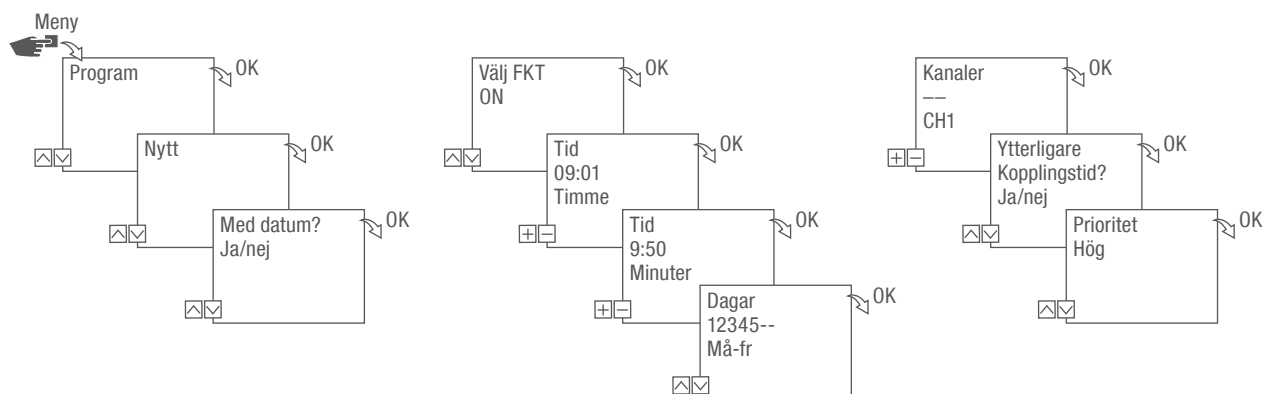 Meny
Program
OK
Nytt
OK
Med datum?
Ja/nej
OK
Välj FKT
ON
OK
Tid
09:01
Timme
OK
Tid
9:50
Minuter
OK
Dagar
12345--
Må-fr
OK
Kanaler
––
CH1
OK
Ytterligare
Kopplingstid?
Ja/nej
OK
Prioritet
Hög
OK